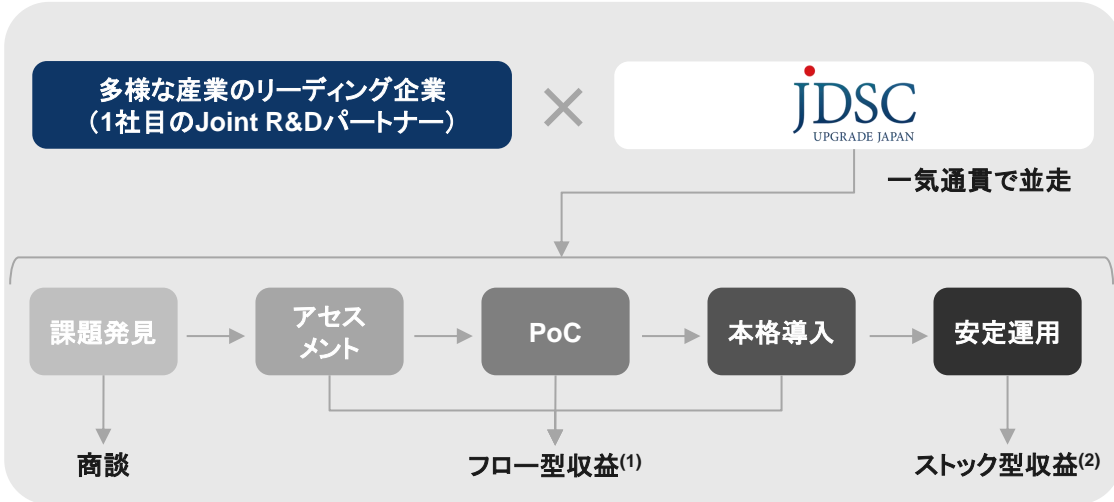 多様な産業のリーディング企業
（1社目のJoint R&Dパートナー）
×
JDSC
UPGRADE JAPAN
一気通貫で並走
課題発見
アセス
メント
PoC
本格導入
安定運用
商談
フロー型収益(1)
ストック型収益(2)